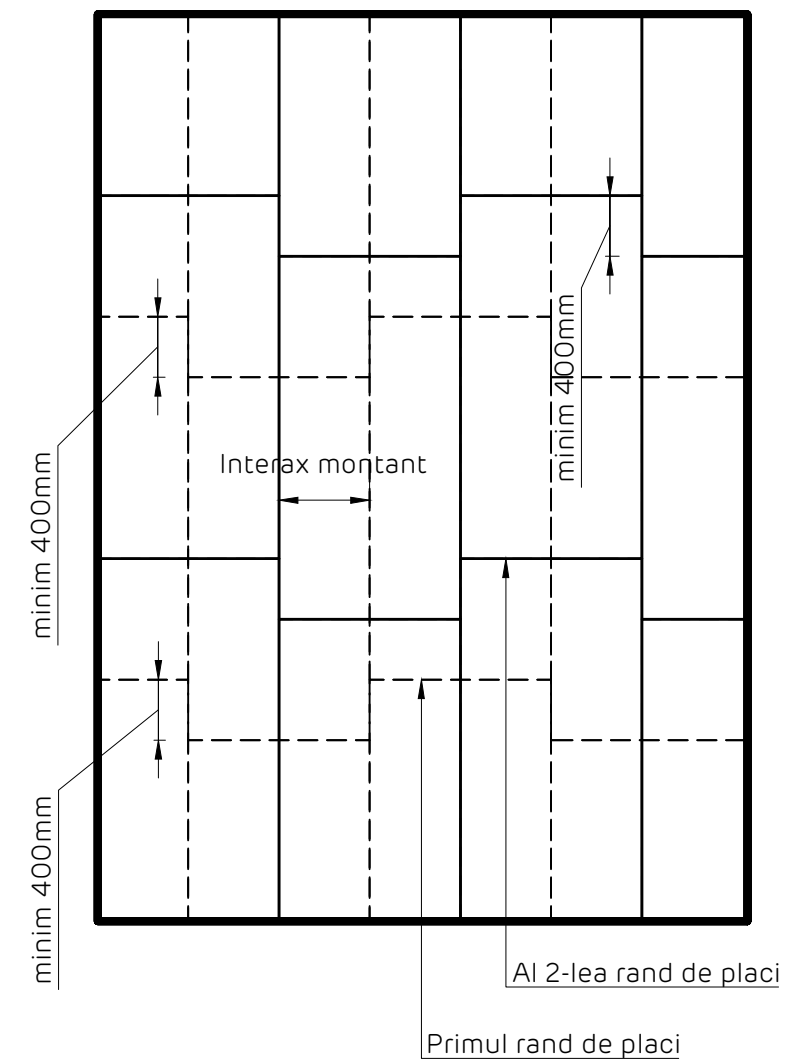 minim 400mm
minim 400mm
Interax montant
minim 400mm
Al 2-lea rand de placi
Primul rand de placi